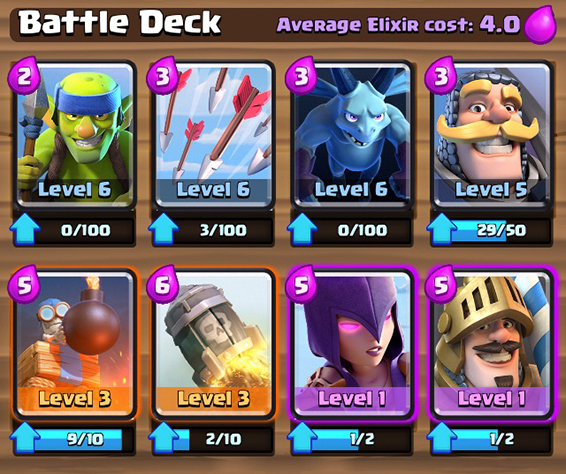 Battle Deck Average Elixir cost: 4.0
2 3 3 3
Level 6 Level 6 Level 6 Level 5
0/100 3/100 0/100 29/50
5 6 5 5
Level 3 Level 3 Level 1 Level 1
9/10 2/10 1/2 1/2